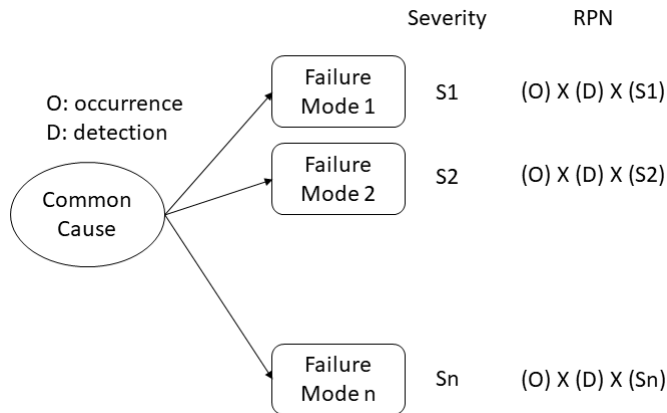 Severity RPN
Failure
Mode 1
S1 (O) X (D) X (S1)
O: occurrence
D: detection
Failure
Mode 2
S2 (O) X (D) X (S2)
Common
Cause
Failure
Mode n
Sn (O) X (D) X (Sn)